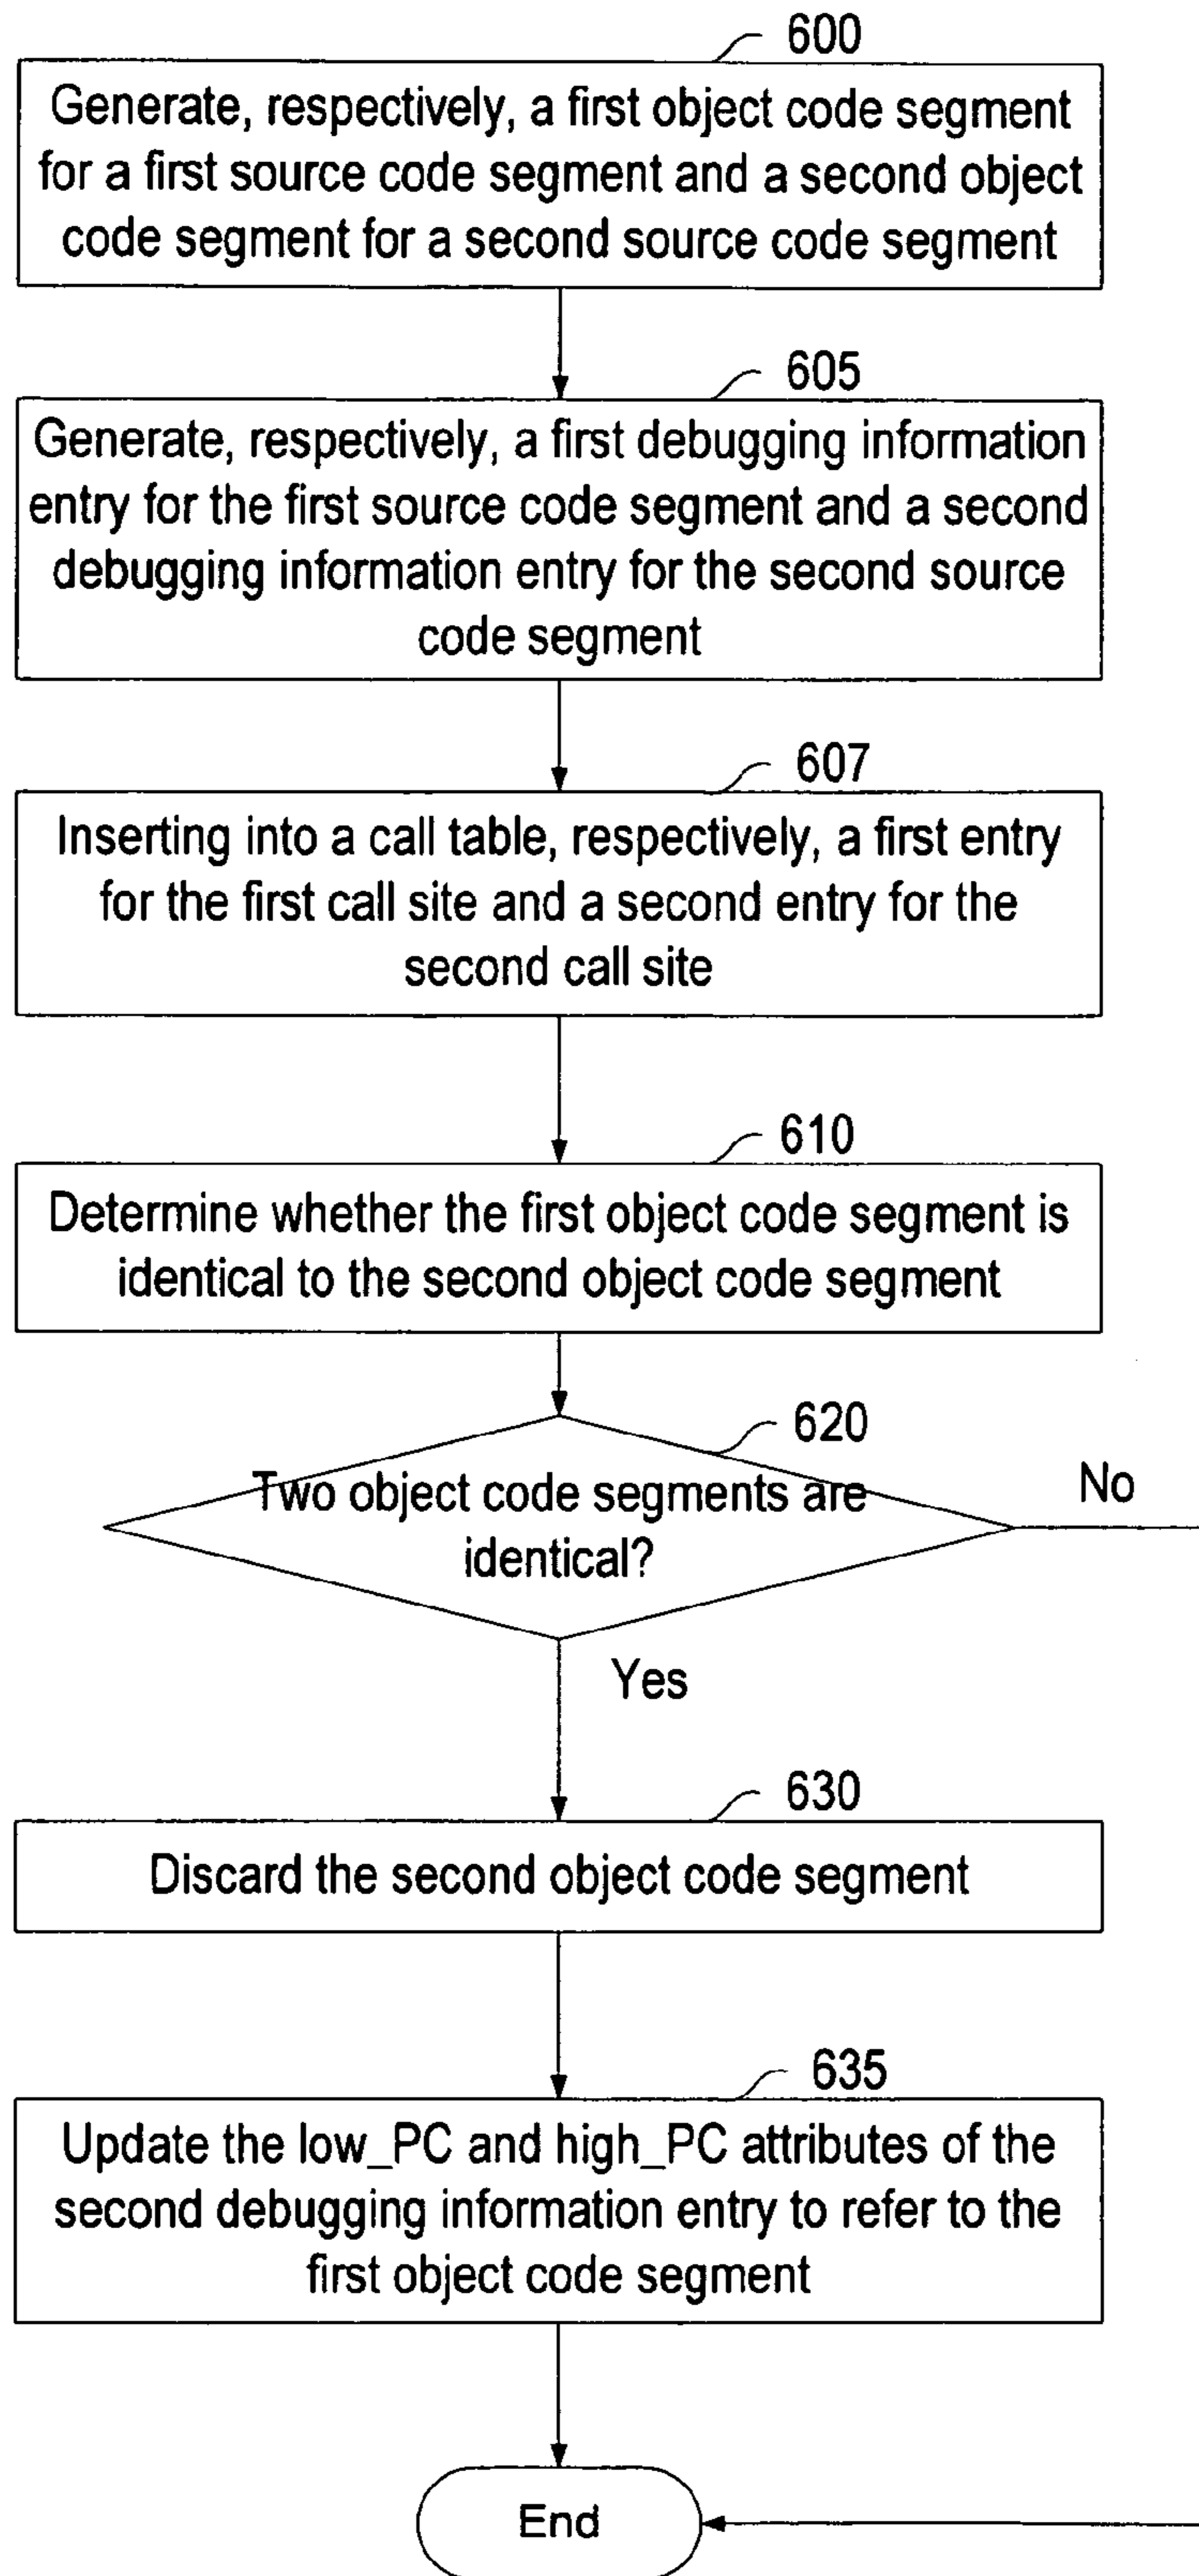 600
Generate, respectively, a first object code segment
for a first source code segment and a second object
code segment for a second source code segment
605
Generate, respectively, a first debugging information
entry for the first source code segment and a second
debugging information entry for the second source
code segment
607
Inserting into a call table, respectively, a first entry
for the first call site and a second entry for the
second call site
610
Determine whether the first object code segment is
identical to the second object code segment
620
Two object code segments are
identical?
No
Yes
630
Discard the second object code segment
635
Update the low_PC and high_PC attributes of the
second debugging information entry to refer to the
first object code segment
End